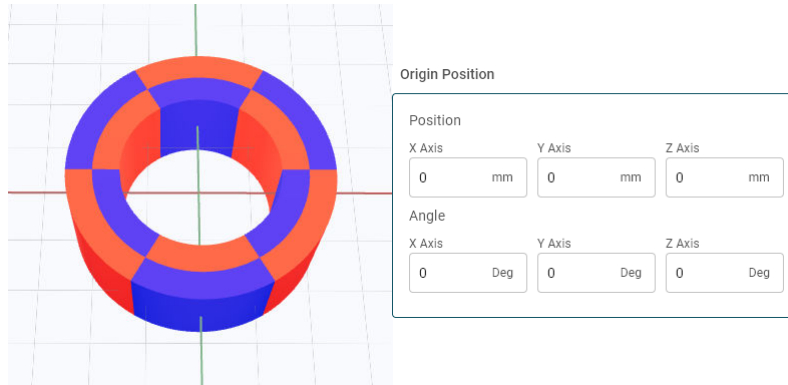 Origin Position
Position
X Axis Y Axis Z Axis
0 mm 0 mm 0 mm
Angle
X Axis Y Axis Z Axis
0 Deg 0 Deg 0 Deg